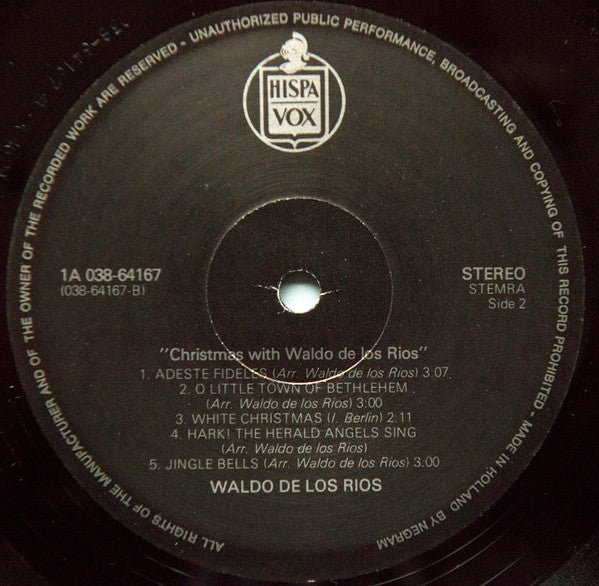 ALL RIGHTS OF THE MANUFACTURER AND OF THE OWNER OF THE RECORDED WORK ARE RESERVED - UNAUTHORIZED PUBLIC PERFORMANCE, BROADCASTING AND COPYING OF THIS RECORD PROHIBITED - MADE IN HOLLAND BY NEGRAM
HISPA
VOX
1A 038-64167
(038-64167-B)
STEREO
STEMRA
Side 2
"Christmas with Waldo de los Rios"
1. ADESTE FIDELES (Arr. Waldo de los Rios) 3:07
2. O LITTLE TOWN OF BETHLEHEM
(Arr. Waldo de los Rios) 3:00
3. WHITE CHRISTMAS (I. Berlin) 2:11
4. HARK! THE HERALD ANGELS SING
(Arr. Waldo de los Rios)
5. JINGLE BELLS (Arr. Waldo de los Rios) 3.00
WALDO DE LOS RIOS